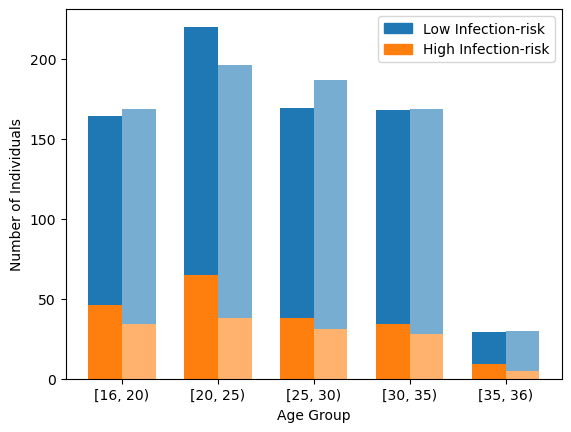 Low Infection-risk
High Infection-risk
Number of Individuals
200
150
100
50
0
[16, 20)
[20, 25)
[25, 30)
[30, 35)
[35, 36)
Age Group